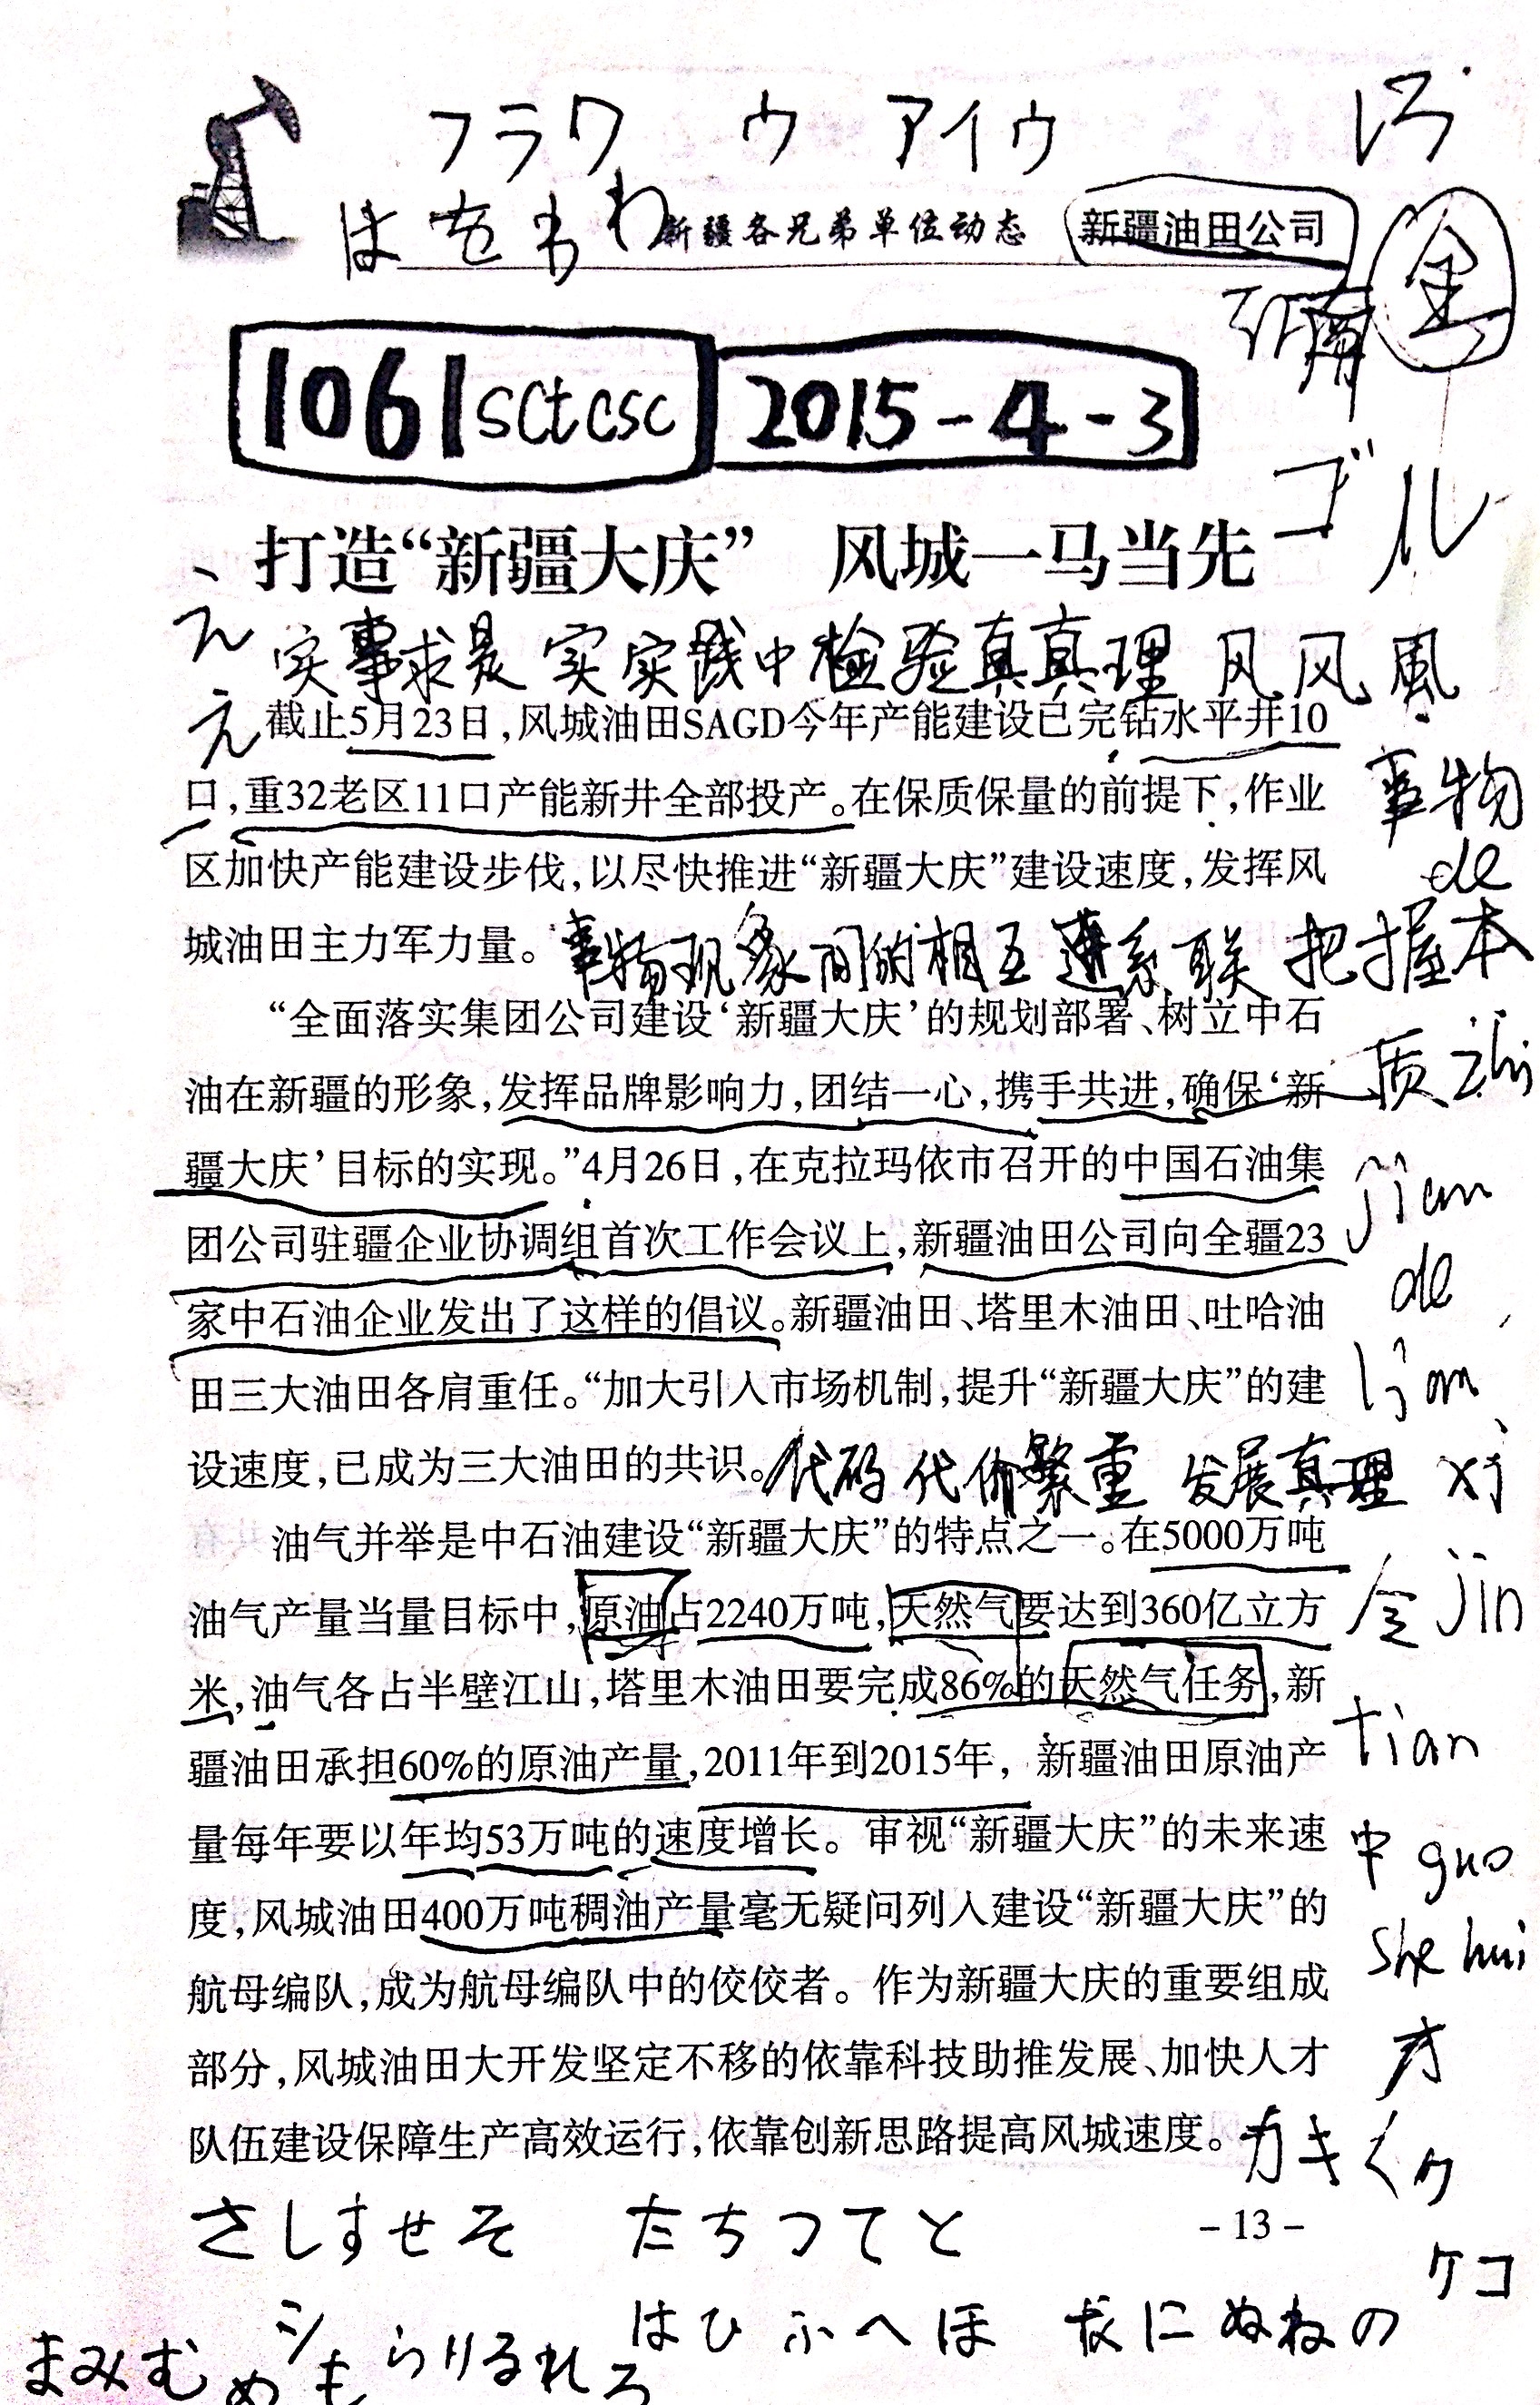 フラワ ウ アイウ
はをわ
新疆各兄弟单位动态 新疆油田公司
金
1061sctcsc 2015-4-3
ゴル
打造“新疆大庆” 风城一马当先
え 实事求是 实实践中检验真真理 风风風
え
截止5月23日,风城油田SAGD今年产能建设已完钻水平井10
口,重32老区11口产能新井全部投产。在保质保量的前提下,作业
事物
de
区加快产能建设步伐,以尽快推进“新疆大庆”建设速度,发挥风
城油田主力军力量。
事物现象间的相互连系联 把握本
“全面落实集团公司建设‘新疆大庆’的规划部署、树立中石
油在新疆的形象,发挥品牌影响力,团结一心,携手共进,确保‘新
质 zhi
疆大庆’目标的实现。”4月26日,在克拉玛依市召开的中国石油集
jian
团公司驻疆企业协调组首次工作会议上,新疆油田公司向全疆23
de
家中石油企业发出了这样的倡议。新疆油田、塔里木油田、吐哈油
田三大油田各肩重任。“加大引入市场机制,提升“新疆大庆”的建
lian
设速度,已成为三大油田的共识。
代码 代价繁重 发展真理 xi
油气并举是中石油建设“新疆大庆”的特点之一。在5000万吨
油气产量当量目标中,原油占2240万吨,天然气要达到360亿立方
今 jin
米,油气各占半壁江山,塔里木油田要完成86%的天然气任务,新
疆油田承担60%的原油产量,2011年到2015年,新疆油田原油产
tian
量每年要以年均53万吨的速度增长。审视“新疆大庆”的未来速
中 guo
度,风城油田400万吨稠油产量毫无疑问列入建设“新疆大庆”的
she hui
航母编队,成为航母编队中的佼佼者。作为新疆大庆的重要组成
部分,风城油田大开发坚定不移的依靠科技助推发展、加快人才
才
队伍建设保障生产高效运行,依靠创新思路提高风城速度。
カキくク
さしすせそ たちつてと
-13-
ケコ
はひふへほ なにぬねの
まみむめも らりるれろ